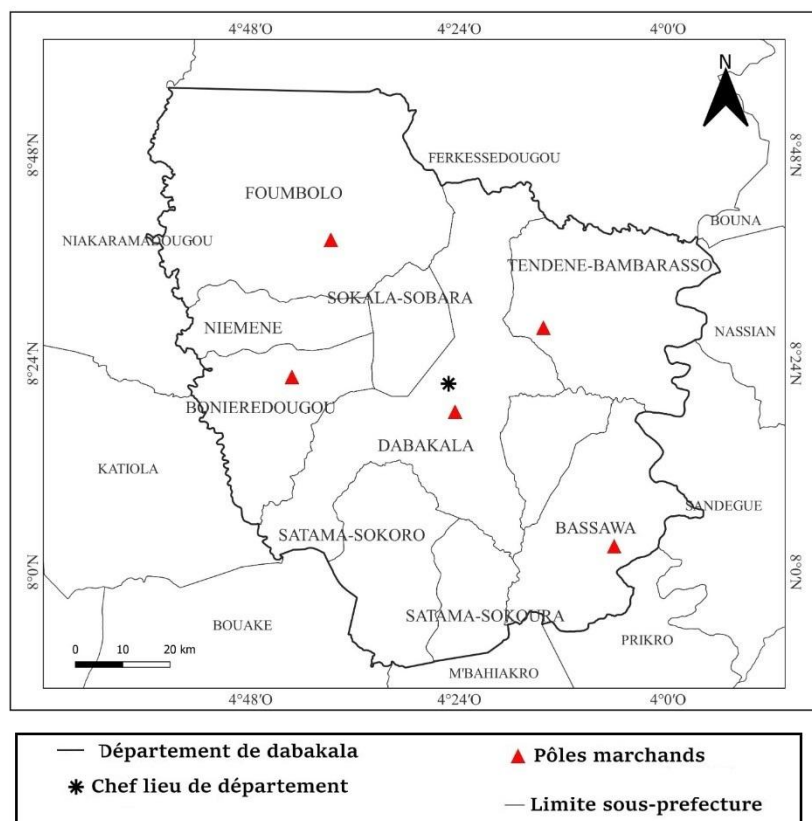 4°48'O 4°24'O 4°0'O
N
8°48'N 8°48'N
FERKESSEDOUGOU
FOUMBOLO
BOUNA
NIAKARAMADOUGOU
TENDENE-BAMBARASSO
SOKALA-SOBARA
NIEMENE
NASSIAN
8°24'N 8°24'N
BONIEREDOUGOU
DABAKALA
KATIOLA
SANDEGUE
SATAMA-SOKORO
BASSAWA
8°0'N 8°0'N
SATAMA-SOKOURA
BOUAKE
PRIKRO
0 10 20 km
M'BAHIAKRO
4°48'O 4°24'O 4°0'O
Département de dabakala
Pôles marchands
Chef lieu de département
Limite sous-prefecture